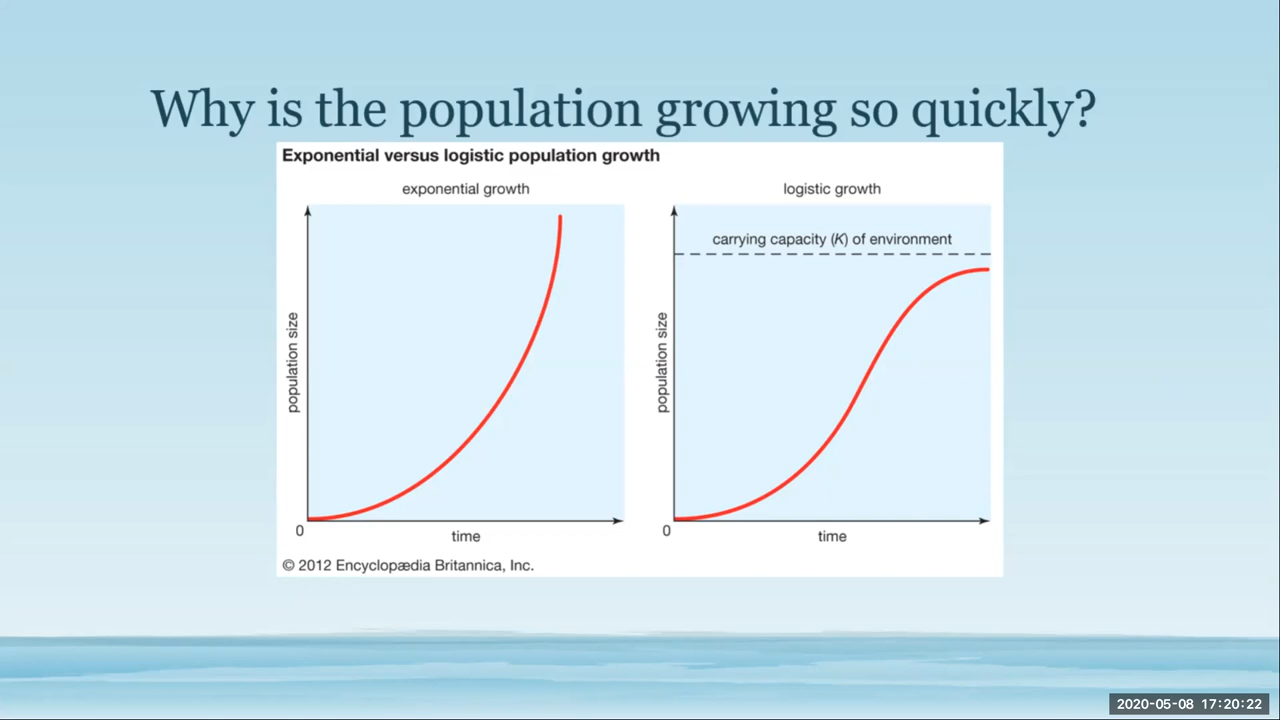 Why is the population growing so quickly?
Exponential versus logistic population growth
exponential growth
population size
0
time
logistic growth
carrying capacity (K) of environment
population size
0
time
© 2012 Encyclopædia Britannica, Inc.
2020-05-08 17:20:22